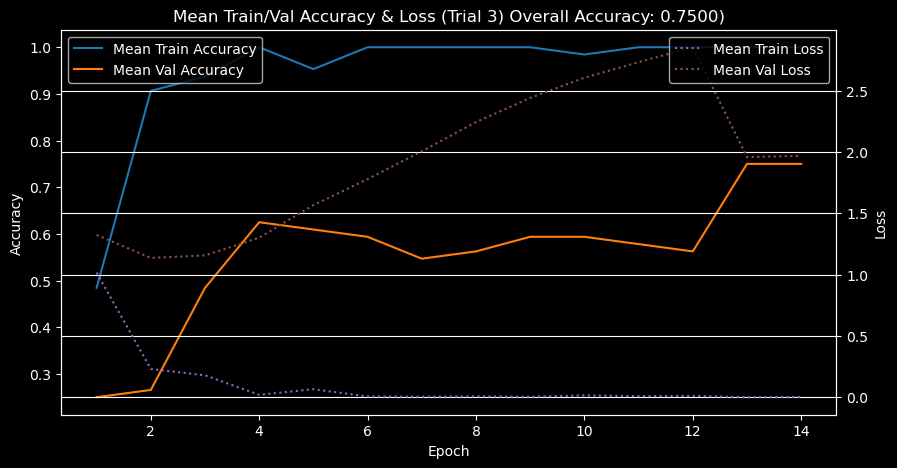 Mean Train/Val Accuracy & Loss (Trial 3) Overall Accuracy: 0.7500)
Mean Train Accuracy
Mean Val Accuracy
Mean Train Loss
Mean Val Loss
Accuracy
1.0
0.9
0.8
0.7
0.6
0.5
0.4
0.3
2.5
2.0
1.5
1.0
0.5
0.0
Loss
2 4 6 8 10 12 14
Epoch